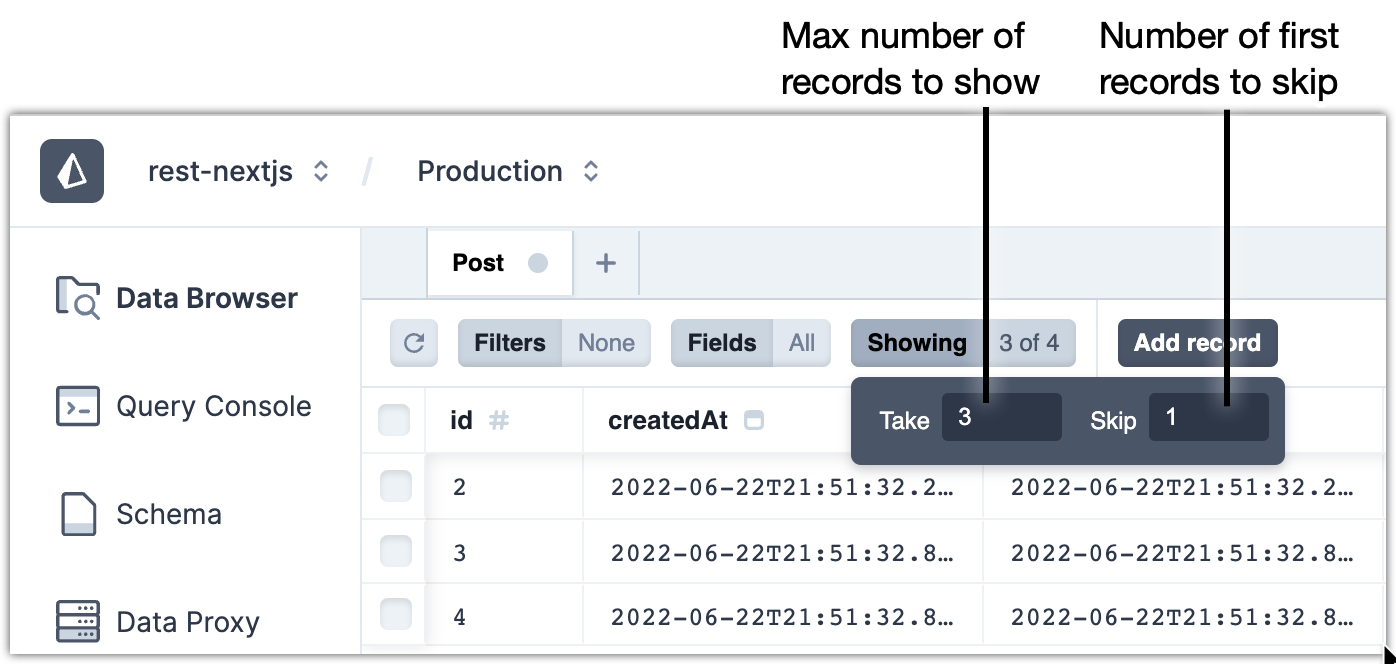 Max number of
records to show
Number of first
records to skip
rest-nextjs / Production
Post +
Data Browser
Query Console
Schema
Data Proxy
Filters None Fields All Showing 3 of 4 Add record
Take 3 Skip 1
id # createdAt
2 2022-06-22T21:51:32.2… 2022-06-22T21:51:32.2…
3 2022-06-22T21:51:32.8… 2022-06-22T21:51:32.8…
4 2022-06-22T21:51:32.8… 2022-06-22T21:51:32.8…